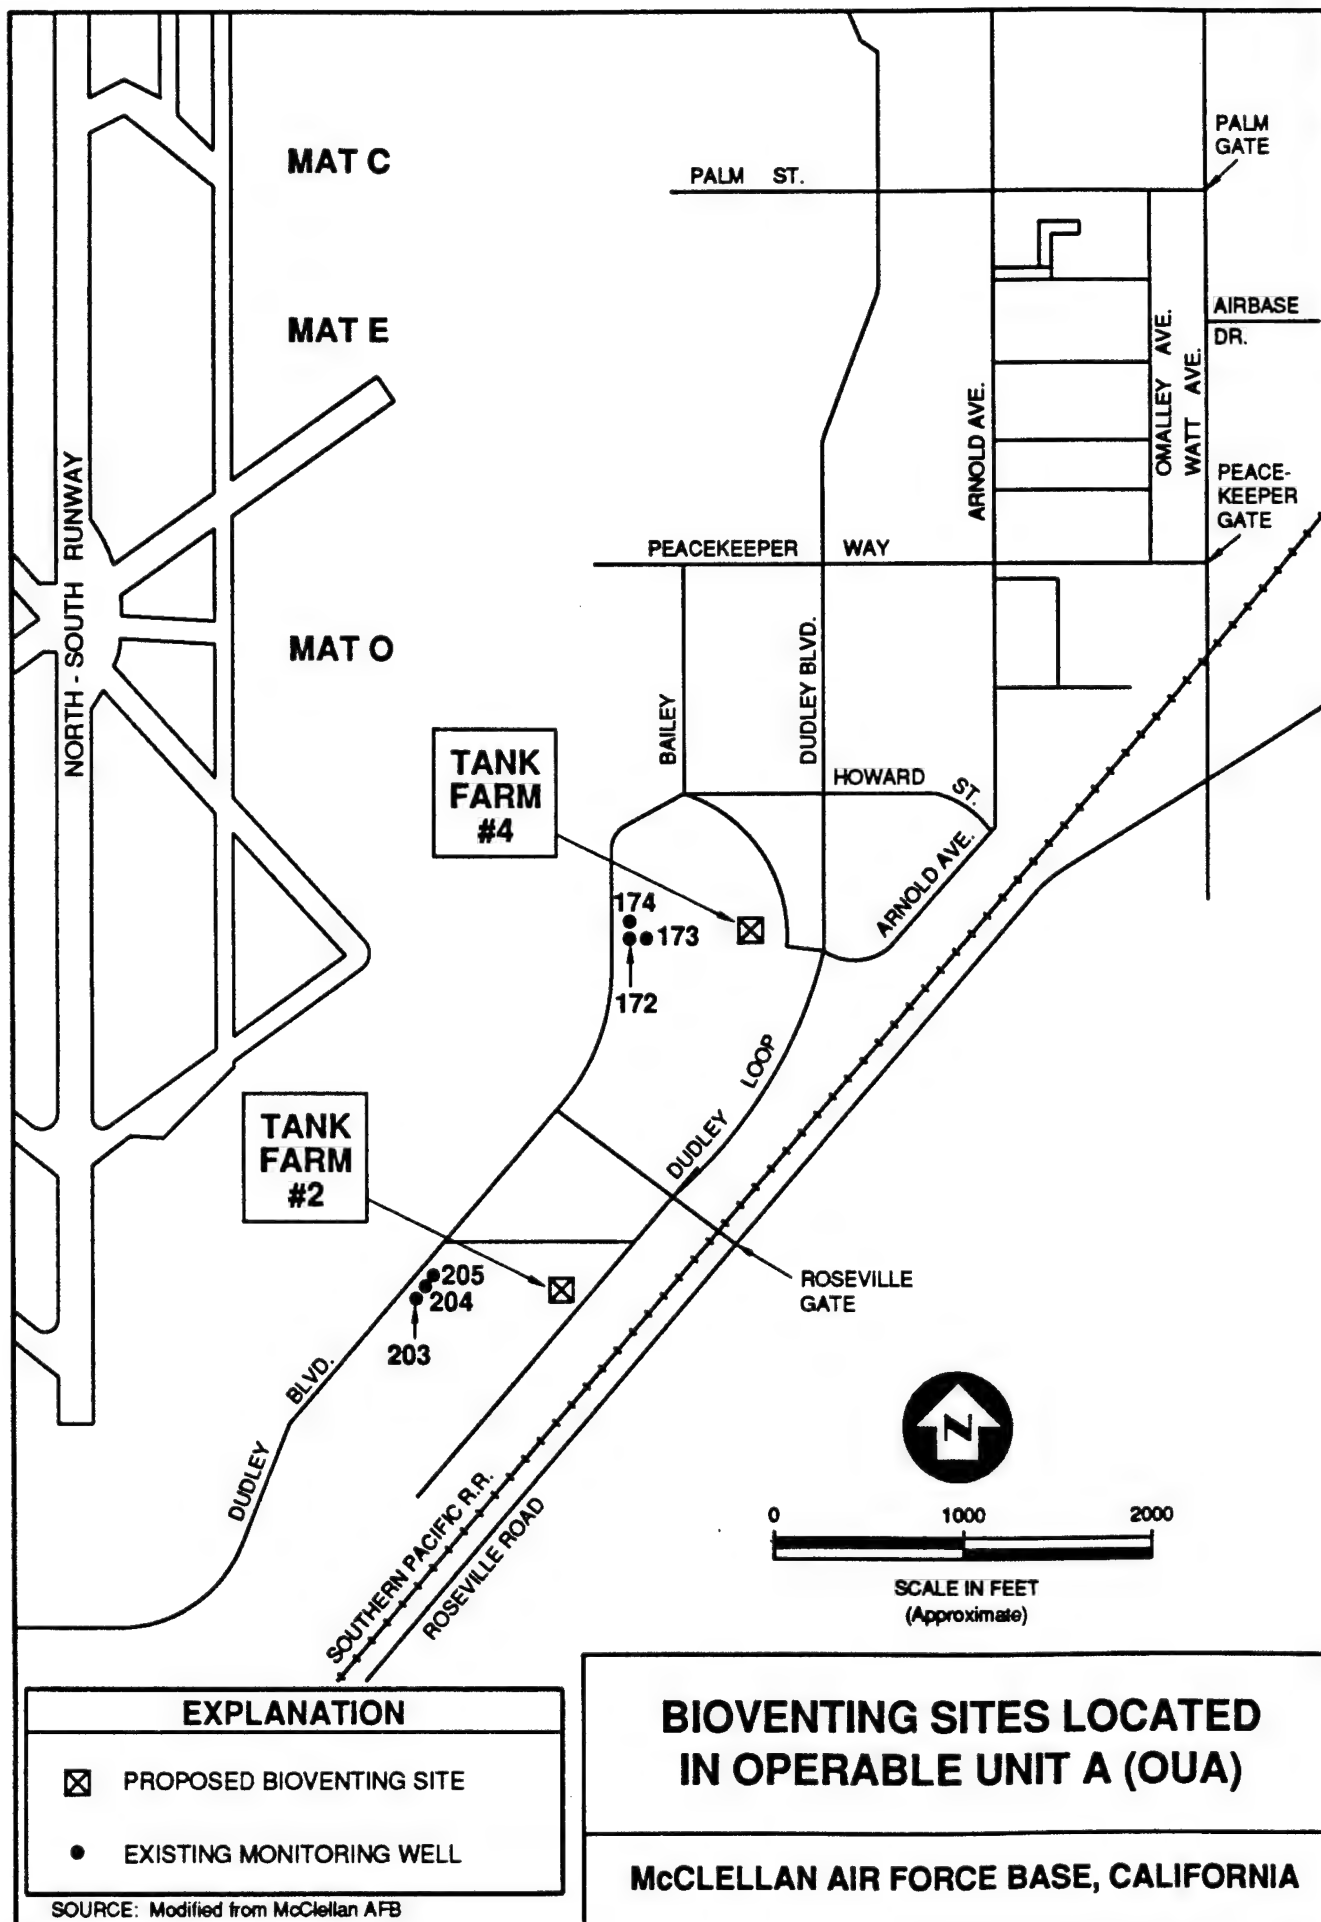 MAT C
PALM ST.
PALM
GATE
MAT E
AIRBASE
DR.
ARNOLD AVE.
OMALLEY AVE.
WATT AVE.
PEACE-
KEEPER
GATE
NORTH - SOUTH RUNWAY
PEACEKEEPER WAY
MAT O
BAILEY
DUDLEY BLVD.
TANK
FARM
#4
HOWARD ST.
ARNOLD AVE.
174
173
172
DUDLEY LOOP
TANK
FARM
#2
205
204
203
ROSEVILLE
GATE
DUDLEY BLVD.
SOUTHERN PACIFIC R.R.
ROSEVILLE ROAD
N
0 1000 2000
SCALE IN FEET
(Approximate)
EXPLANATION
PROPOSED BIOVENTING SITE
EXISTING MONITORING WELL
SOURCE: Modified from McClellan AFB
BIOVENTING SITES LOCATED
IN OPERABLE UNIT A (OUA)
McCLELLAN AIR FORCE BASE, CALIFORNIA